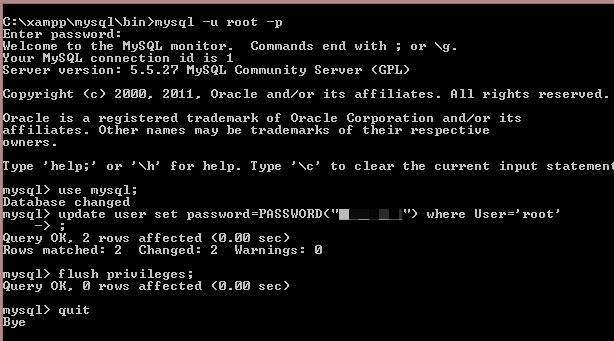 C:\xampp\mysql\bin>mysql -u root -p
Enter password:
Welcome to the MySQL monitor.  Commands end with ; or \g.
Your MySQL connection id is 1
Server version: 5.5.27 MySQL Community Server (GPL)
Copyright (c) 2000, 2011, Oracle and/or its affiliates. All rights reserved.
Oracle is a registered trademark of Oracle Corporation and/or its
affiliates. Other names may be trademarks of their respective
owners.
Type 'help;' or '\h' for help. Type '\c' to clear the current input statement
mysql> use mysql;
Database changed
mysql> update user set password=PASSWORD("") where User='root'
    -> ;
Query OK, 2 rows affected (0.00 sec)
Rows matched: 2  Changed: 2  Warnings: 0
mysql> flush privileges;
Query OK, 0 rows affected (0.00 sec)
mysql> quit
Bye